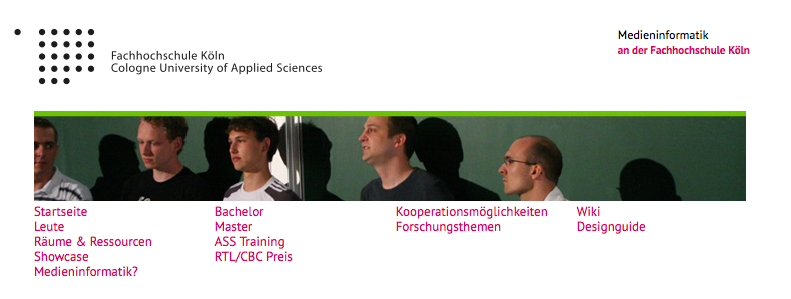 Fachhochschule Köln
Cologne University of Applied Sciences
Medieninformatik
an der Fachhochschule Köln
Startseite
Leute
Räume & Ressourcen
Showcase
Medieninformatik?
Bachelor
Master
ASS Training
RTL/CBC Preis
Kooperationsmöglichkeiten
Forschungsthemen
Wiki
Designguide